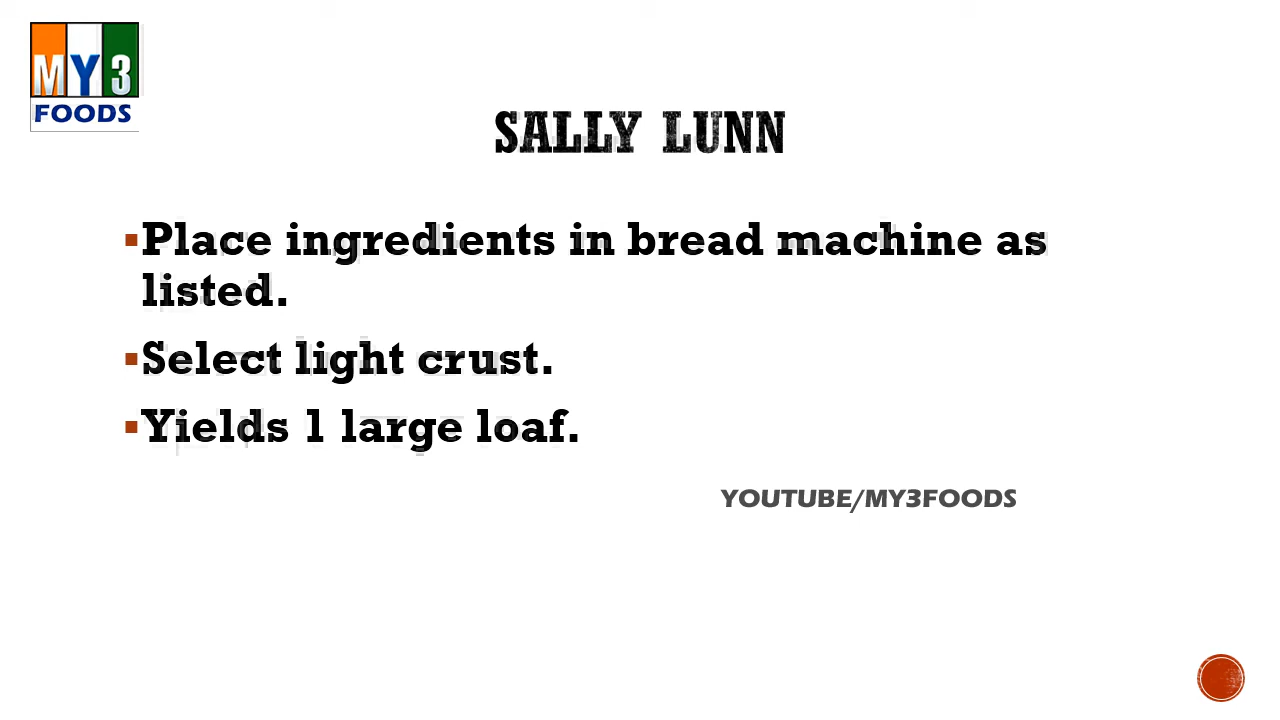 MY3
FOODS
SALLY LUNN
▪Place ingredients in bread machine as
listed.
▪Select light crust.
▪Yields 1 large loaf.
YOUTUBE/MY3FOODS